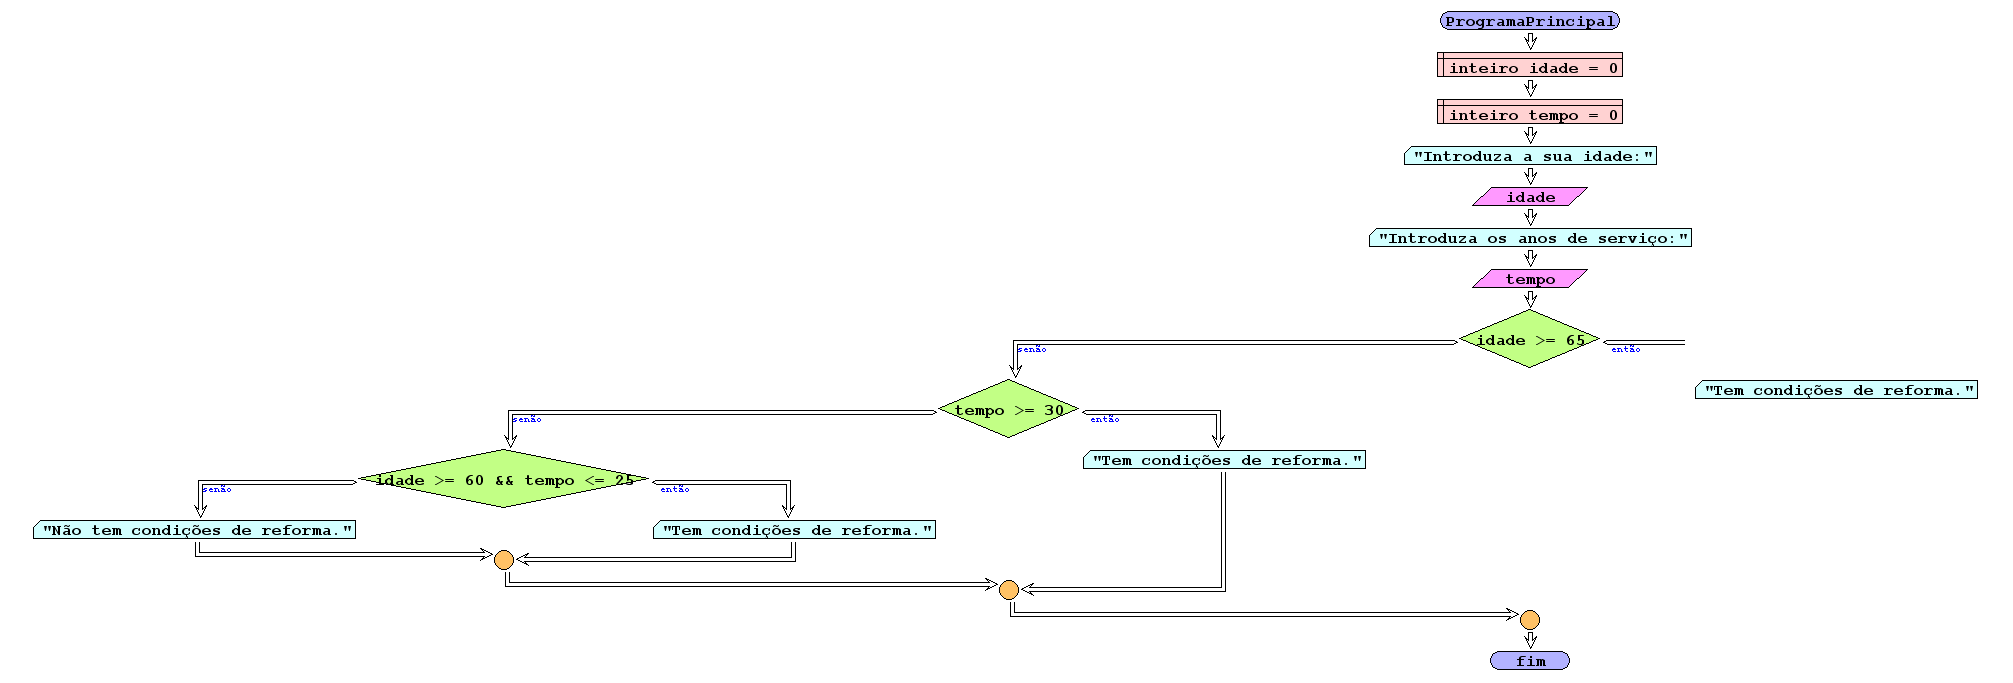 ProgramaPrincipal
inteiro idade = 0
inteiro tempo = 0
"Introduza a sua idade:"
idade
"Introduza os anos de serviço:"
tempo
idade >= 65
senão
então
"Tem condições de reforma."
tempo >= 30
senão
então
"Tem condições de reforma."
idade >= 60 && tempo <= 25
senão
então
"Não tem condições de reforma."
"Tem condições de reforma."
fim